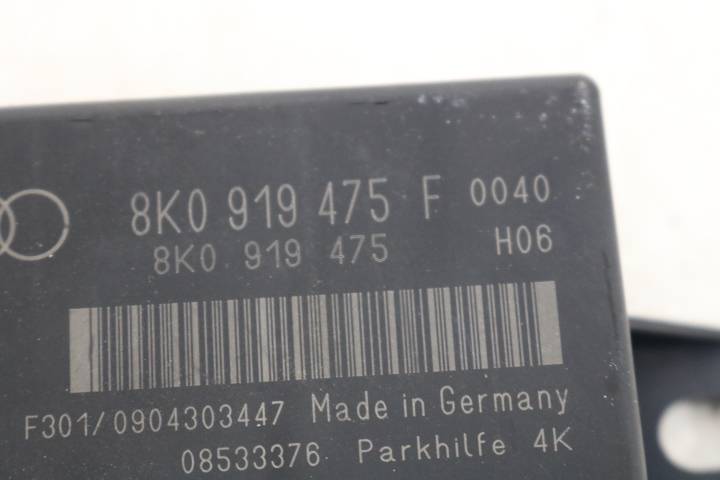 8K0 919 475 F 0040
8K0 919 475 H06
F301/0904303447 Made in Germany
08533376 Parkhilfe 4K